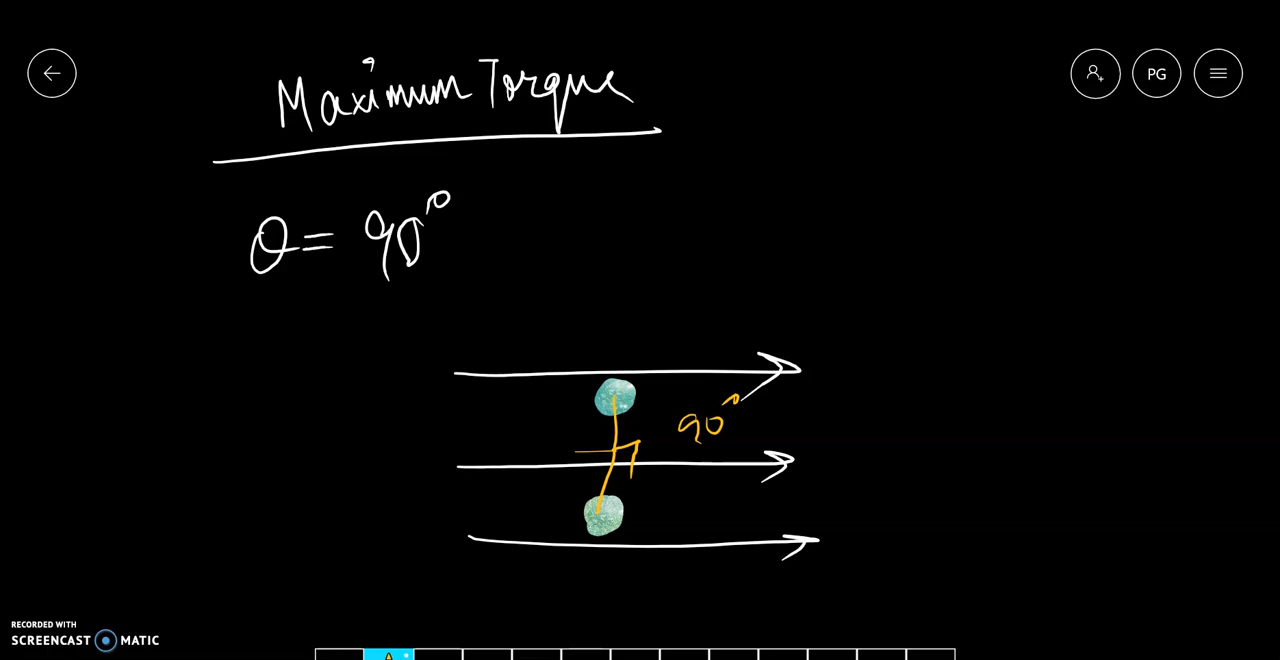 Maximum Torque
PG
θ = 90°
90°
RECORDED WITH
SCREENCAST MATIC